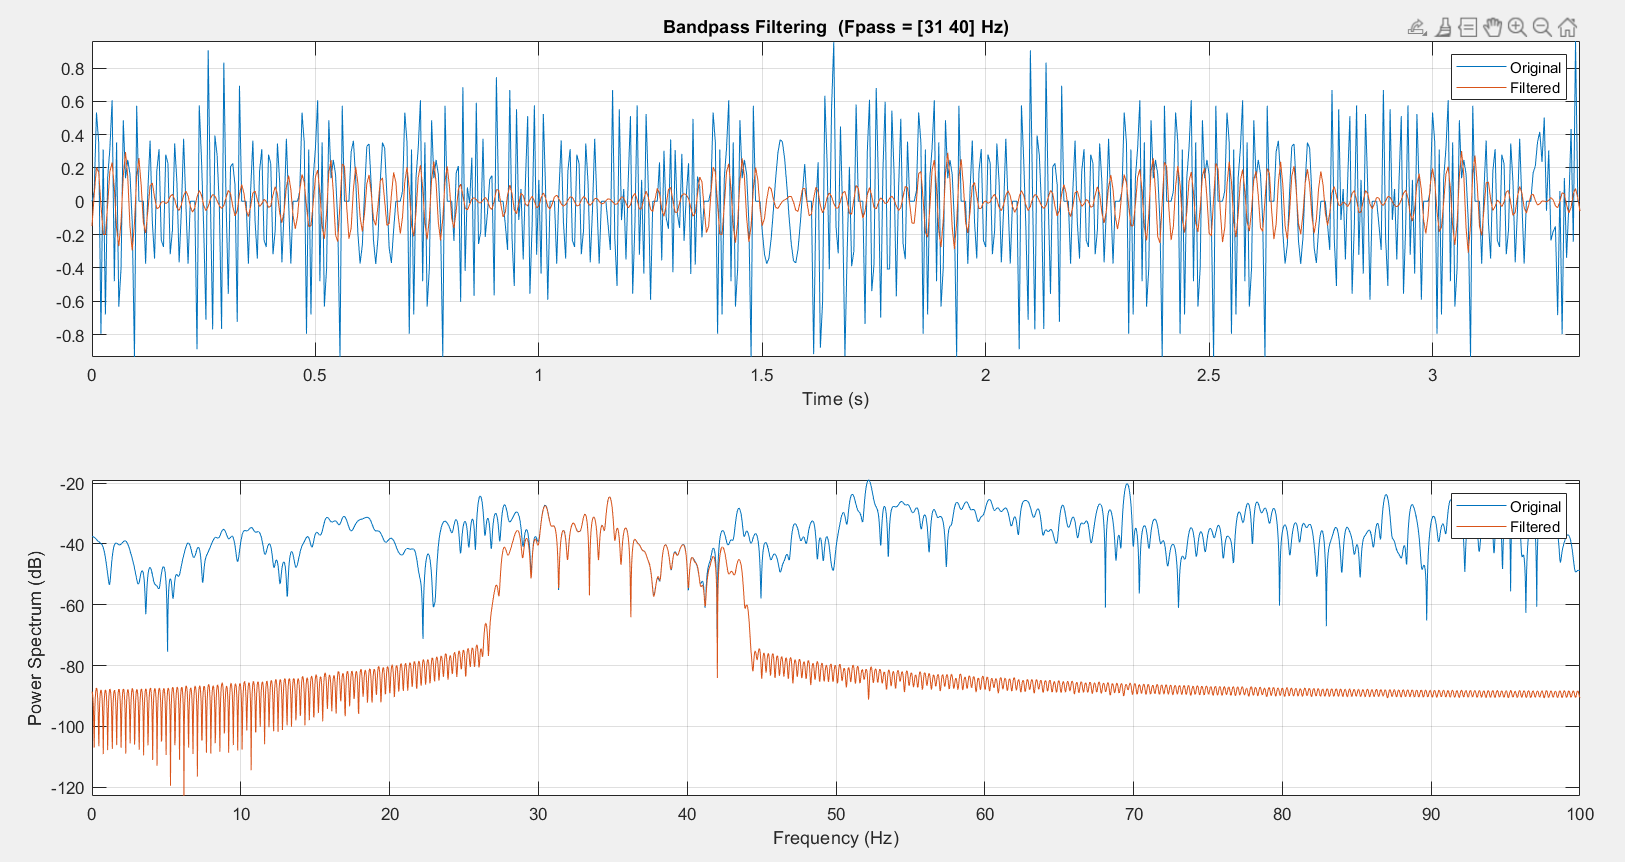 Bandpass Filtering (Fpass = [31 40] Hz)
Original
Filtered
0.8
0.6
0.4
0.2
0
-0.2
-0.4
-0.6
-0.8
0 0.5 1 1.5 2 2.5 3
Time (s)
Power Spectrum (dB)
-20
-40
-60
-80
-100
-120
Original
Filtered
0 10 20 30 40 50 60 70 80 90 100
Frequency (Hz)